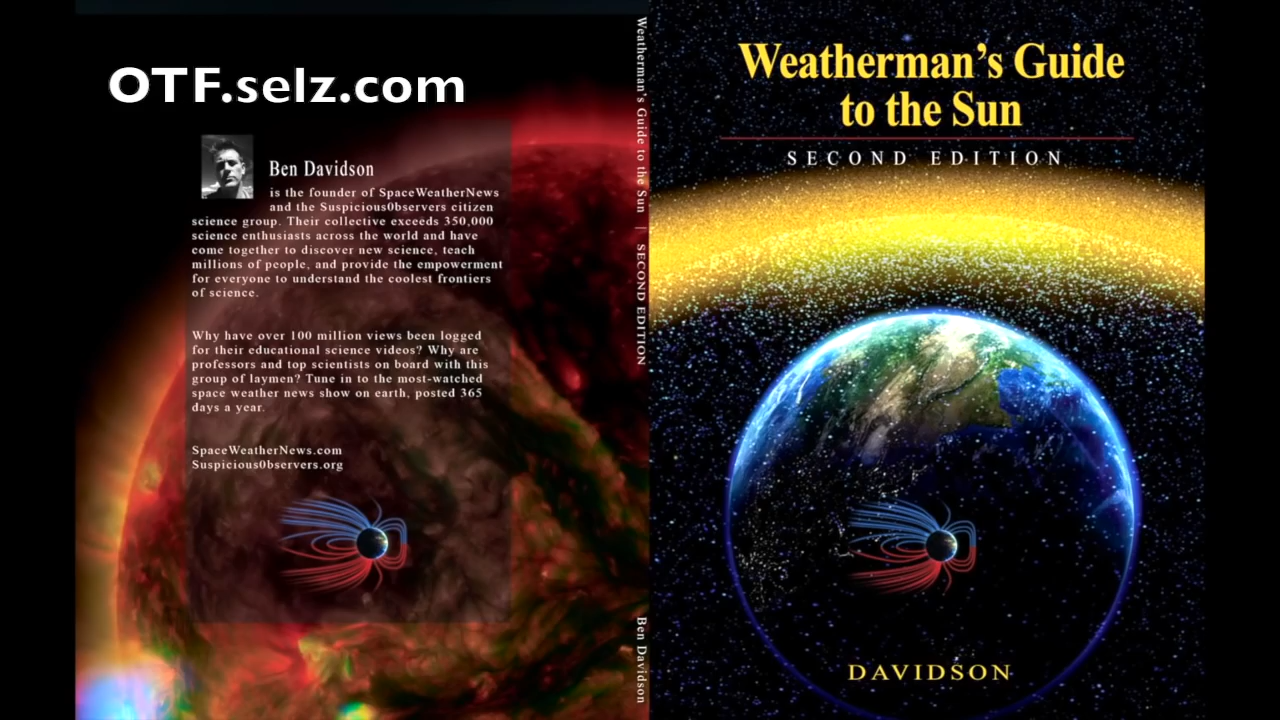 OTF.selz.com
Ben Davidson
is the founder of SpaceWeatherNews
and the Suspicious0bservers citizen
science group. Their collective exceeds 350,000
science enthusiasts across the world and have
come together to discover new science, teach
millions of people, and provide the empowerment
for everyone to understand the coolest frontiers
of science.
Why have over 100 million views been logged
for their educational science videos? Why are
professors and top scientists on board with this
group of laymen? Tune in to the most-watched
space weather news show on earth, posted 365
days a year.
SpaceWeatherNews.com
Suspicious0bservers.org
Weatherman's Guide to the Sun | SECOND EDITION
Ben Davidson
Weatherman's Guide
to the Sun
SECOND EDITION
DAVIDSON